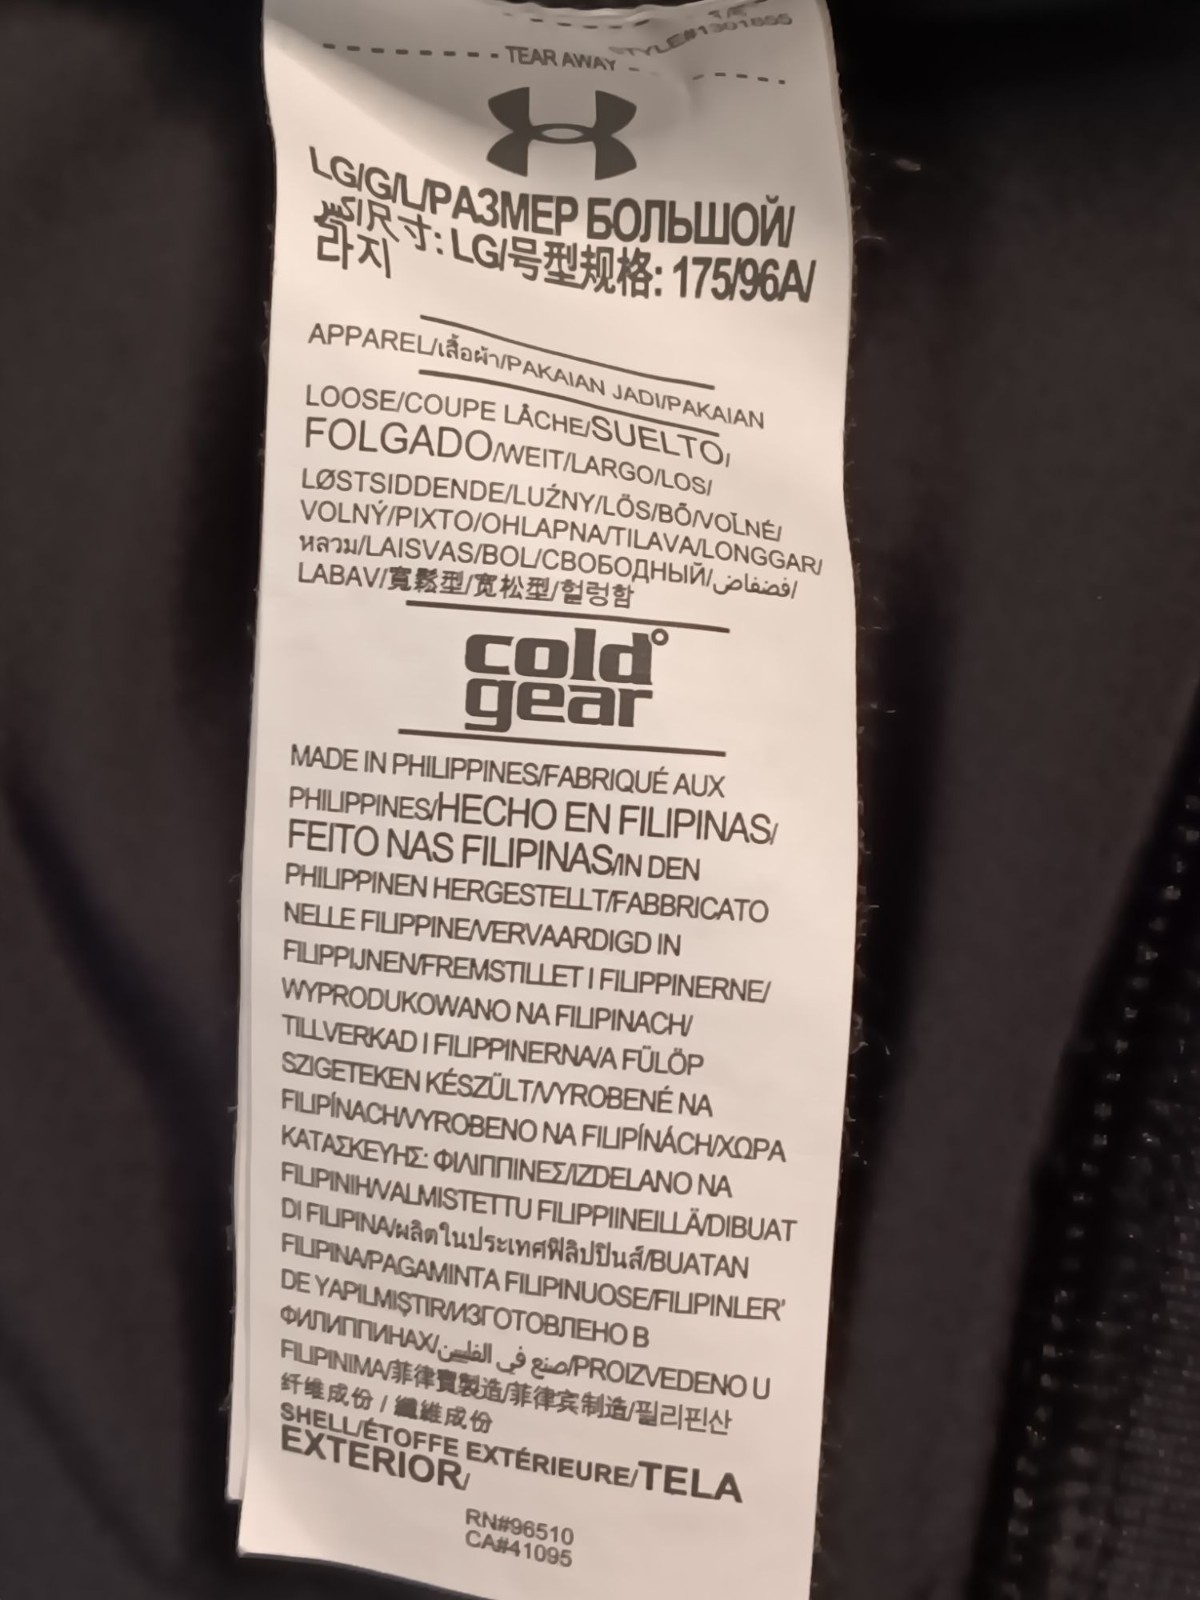 STYLE#1301855
TEAR AWAY
LG/G/L/РАЗМЕР БОЛЬШОЙ/
لارج/尺寸: LG/号型规格: 175/96A/
라지
APPAREL/เสื้อผ้า/PAKAIAN JADI/PAKAIAN
LOOSE/COUPE LÂCHE/SUELTO/
FOLGADO/WEIT/LARGO/LOS/
LØSTSIDDENDE/LUŹNY/LÖS/BŐ/VOĽNÉ/
VOLNÝ/PIXTO/OHLAPNA/TILAVA/LONGGAR/
หลวม/LAISVAS/BOL/СВОБОДНЫЙ/فضفاض/
LABAV/寬鬆型/宽松型/헐렁함
cold°
gear
MADE IN PHILIPPINES/FABRIQUÉ AUX
PHILIPPINES/HECHO EN FILIPINAS/
FEITO NAS FILIPINAS/IN DEN
PHILIPPINEN HERGESTELLT/FABBRICATO
NELLE FILIPPINE/VERVAARDIGD IN
FILIPPIJNEN/FREMSTILLET I FILIPPINERNE/
WYPRODUKOWANO NA FILIPINACH/
TILLVERKAD I FILIPPINERNA/A FÜLÖP
SZIGETEKEN KÉSZÜLT/VYROBENÉ NA
FILIPÍNACH/VYROBENO NA FILIPÍNÁCH/ΧΩΡΑ
ΚΑΤΑΣΚΕΥΗΣ: ΦΙΛΙΠΠΙΝΕΣ/IZDELANO NA
FILIPINIH/VALMISTETTU FILIPPIINEILLÄ/DIBUAT
DI FILIPINA/ผลิตในประเทศฟิลิปปินส์/BUATAN
FILIPINA/PAGAMINTA FILIPINUOSE/FILIPINLER'
DE YAPILMIŞTIR/ИЗГОТОВЛЕНО В
ФИЛИППИНАХ/صنع في الفلبين/PROIZVEDENO U
FILIPINIMA/菲律賓製造/菲律宾制造/필리핀산
纤维成份 / 纖維成份
SHELL/ÉTOFFE EXTÉRIEURE/TELA
EXTERIOR/
RN#96510
CA#41095